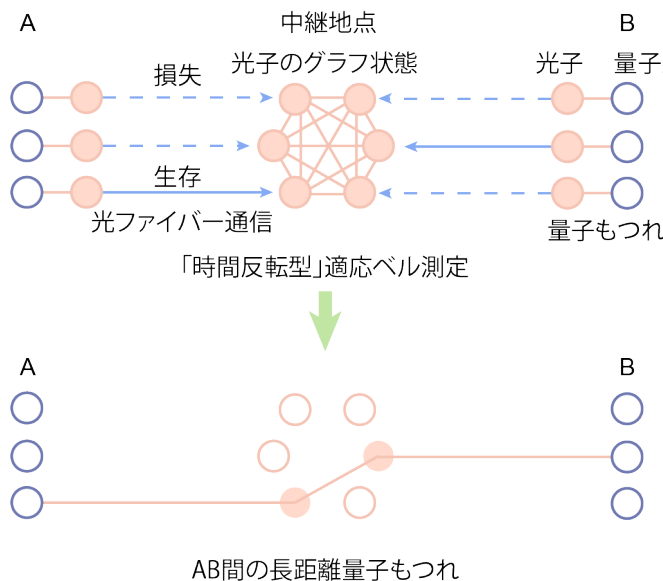 A
中継地点
B
光子のグラフ状態
光子
量子
損失
生存
光ファイバー通信
量子もつれ
「時間反転型」適応ベル測定
A
B
AB間の長距離量子もつれ